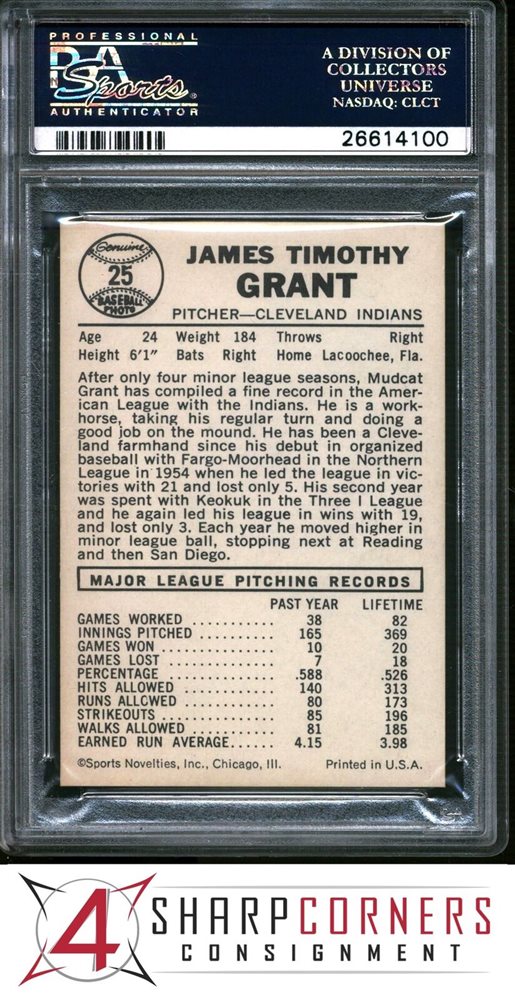 PROFESSIONAL
PSA
Sports
AUTHENTICATOR
A DIVISION OF
COLLECTORS
UNIVERSE
NASDAQ: CLCT
26614100
Genuine
25
BASEBALL
PHOTO
JAMES TIMOTHY
GRANT
PITCHER—CLEVELAND INDIANS
Age 24 Weight 184 Throws Right
Height 6'1" Bats Right Home Lacoochee, Fla.
After only four minor league seasons, Mudcat
Grant has compiled a fine record in the Amer-
ican League with the Indians. He is a work-
horse, taking his regular turn and doing a
good job on the mound. He has been a Cleve-
land farmhand since his debut in organized
baseball with Fargo-Moorhead in the Northern
League in 1954 when he led the league in vic-
tories with 21 and lost only 5. His second year
was spent with Keokuk in the Three I League
and he again led his league in wins with 19,
and lost only 3. Each year he moved higher in
minor league ball, stopping next at Reading
and then San Diego.
MAJOR LEAGUE PITCHING RECORDS
PAST YEAR LIFETIME
GAMES WORKED .......... 38 82
INNINGS PITCHED .......... 165 369
GAMES WON .......... 10 20
GAMES LOST .......... 7 18
PERCENTAGE .......... .588 .526
HITS ALLOWED .......... 140 313
RUNS ALLOWED .......... 80 173
STRIKEOUTS .......... 85 196
WALKS ALLOWED .......... 81 185
EARNED RUN AVERAGE...... 4.15 3.98
©Sports Novelties, Inc., Chicago, Ill. Printed in U.S.A.
4 SHARPCORNERS
CONSIGNMENT